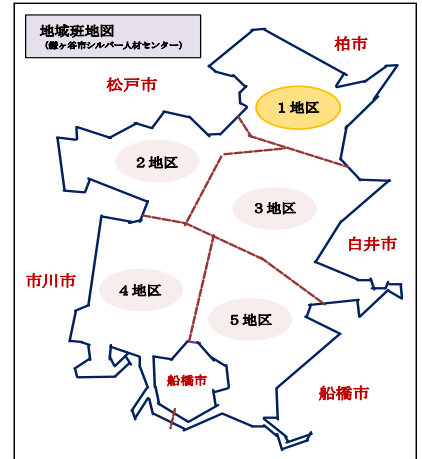 地域班地図
(鎌ヶ谷市シルバー人材センター)
柏市
松戸市
1地区
2地区
3地区
白井市
市川市
4地区
5地区
船橋市
船橋市